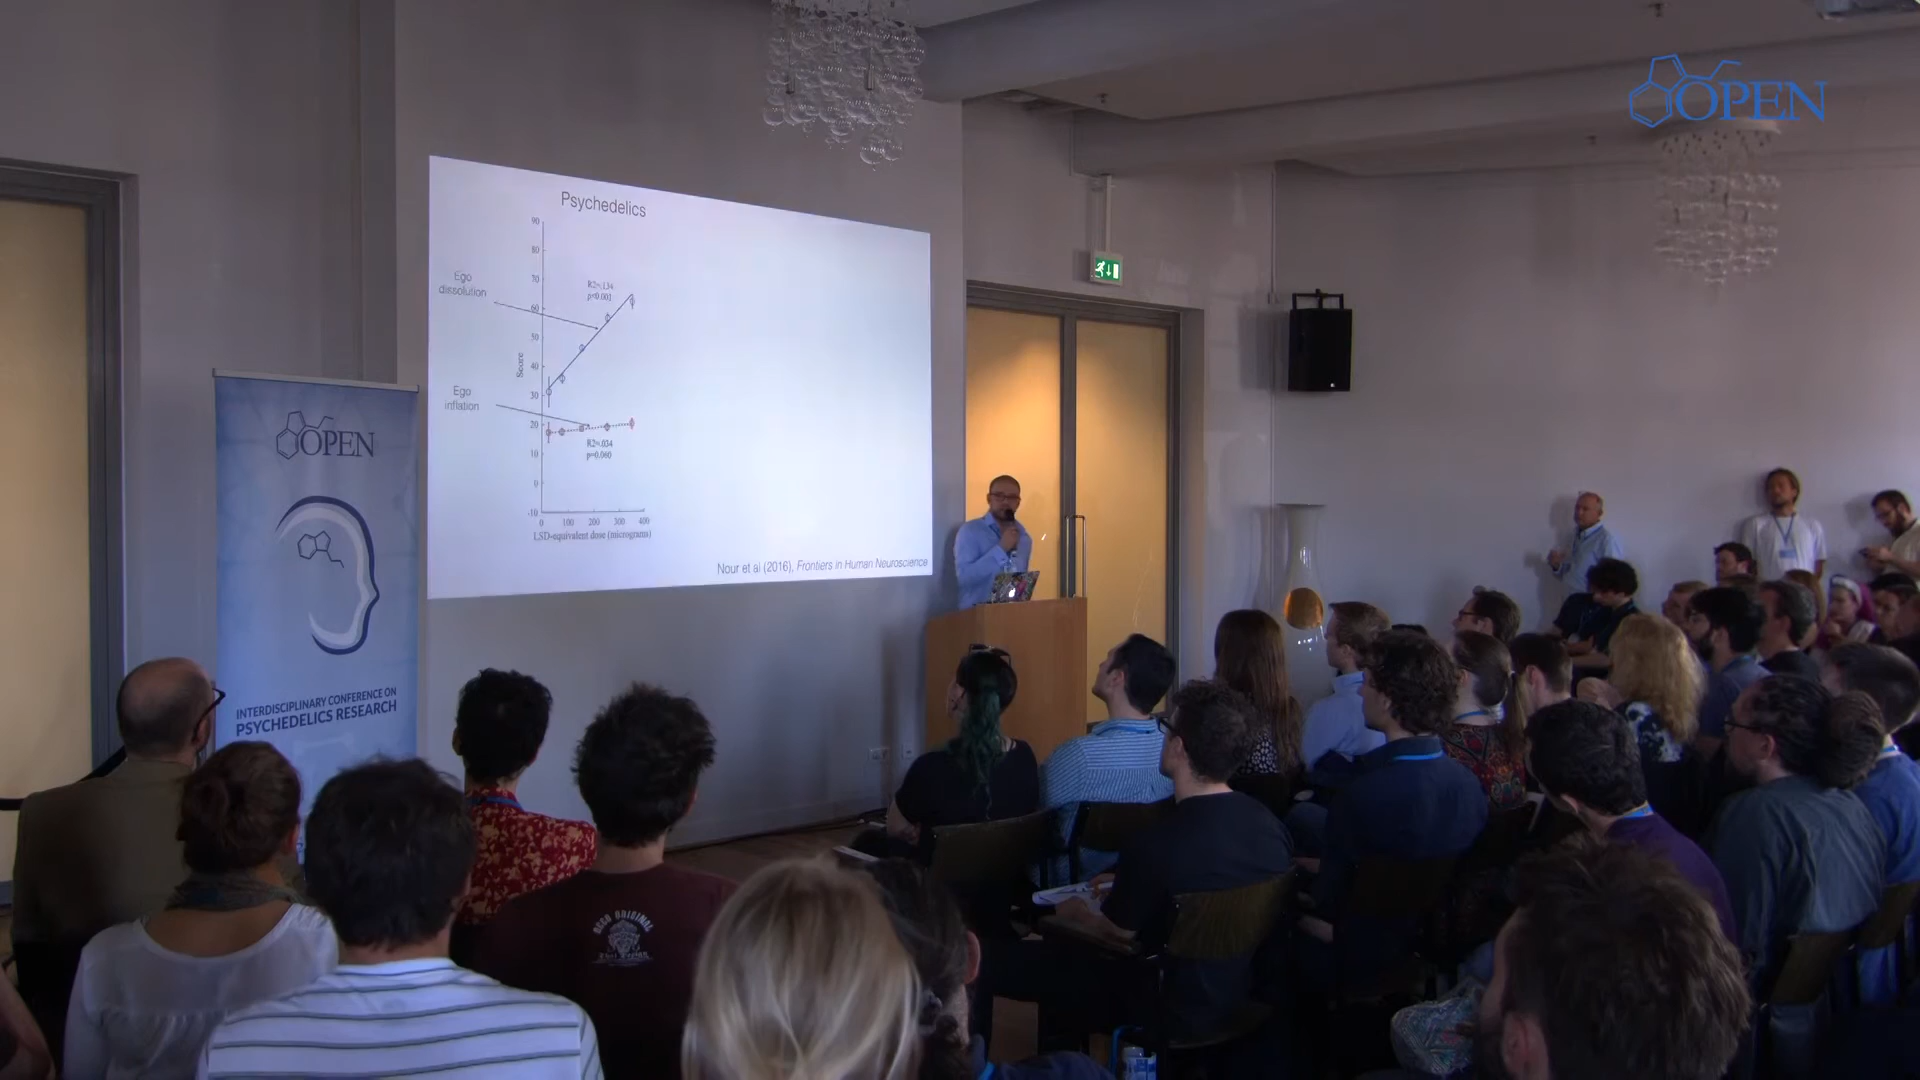 OPEN
Psychedelics
90
80
70
60
50
40
30
20
10
0
-10
Score
Ego
dissolution
R2=.134
p=0.001
Ego
inflation
R2=.034
p=0.060
0 100 200 300 400
LSD-equivalent dose (micrograms)
Nour et al (2016), Frontiers in Human Neuroscience
OPEN
INTERDISCIPLINARY CONFERENCE ON
PSYCHEDELICS RESEARCH